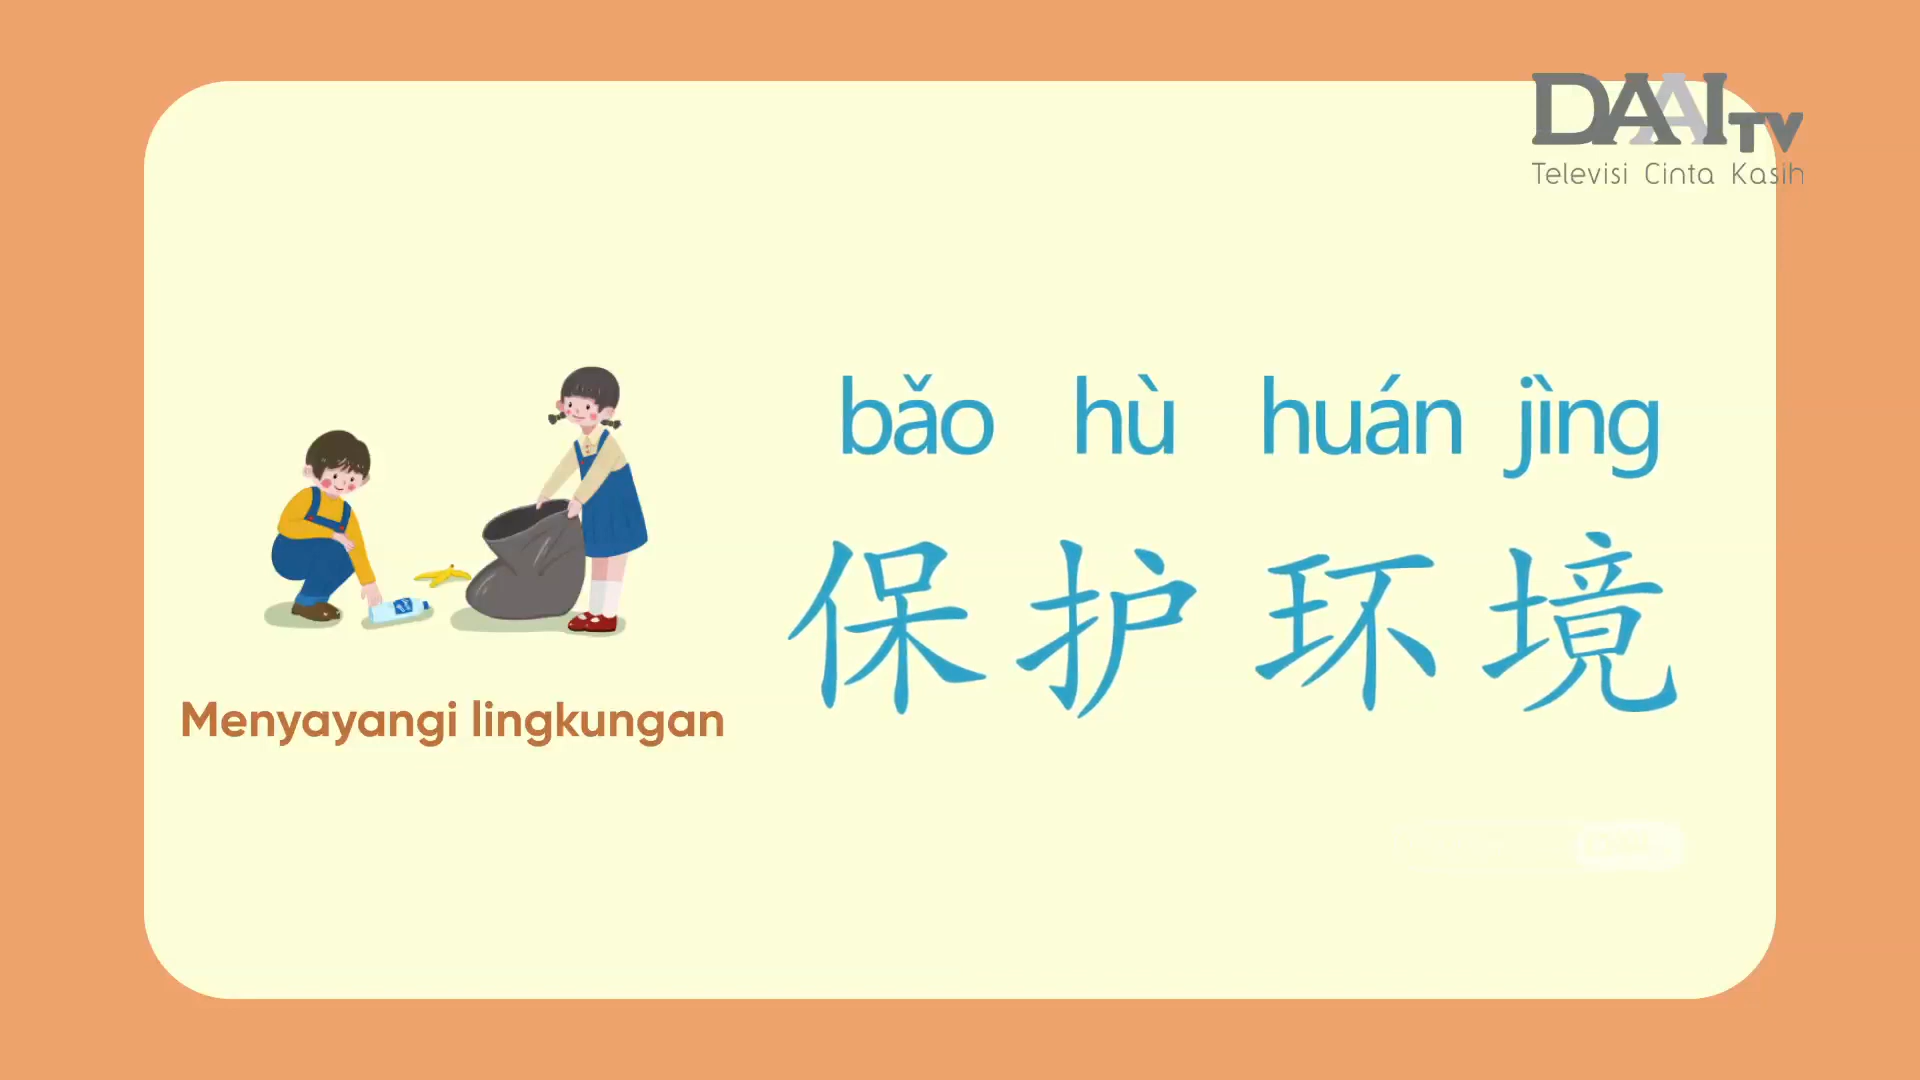 DAAI TV
Televisi Cinta Kasih
bǎo hù huán jìng
保护环境
Menyayangi lingkungan